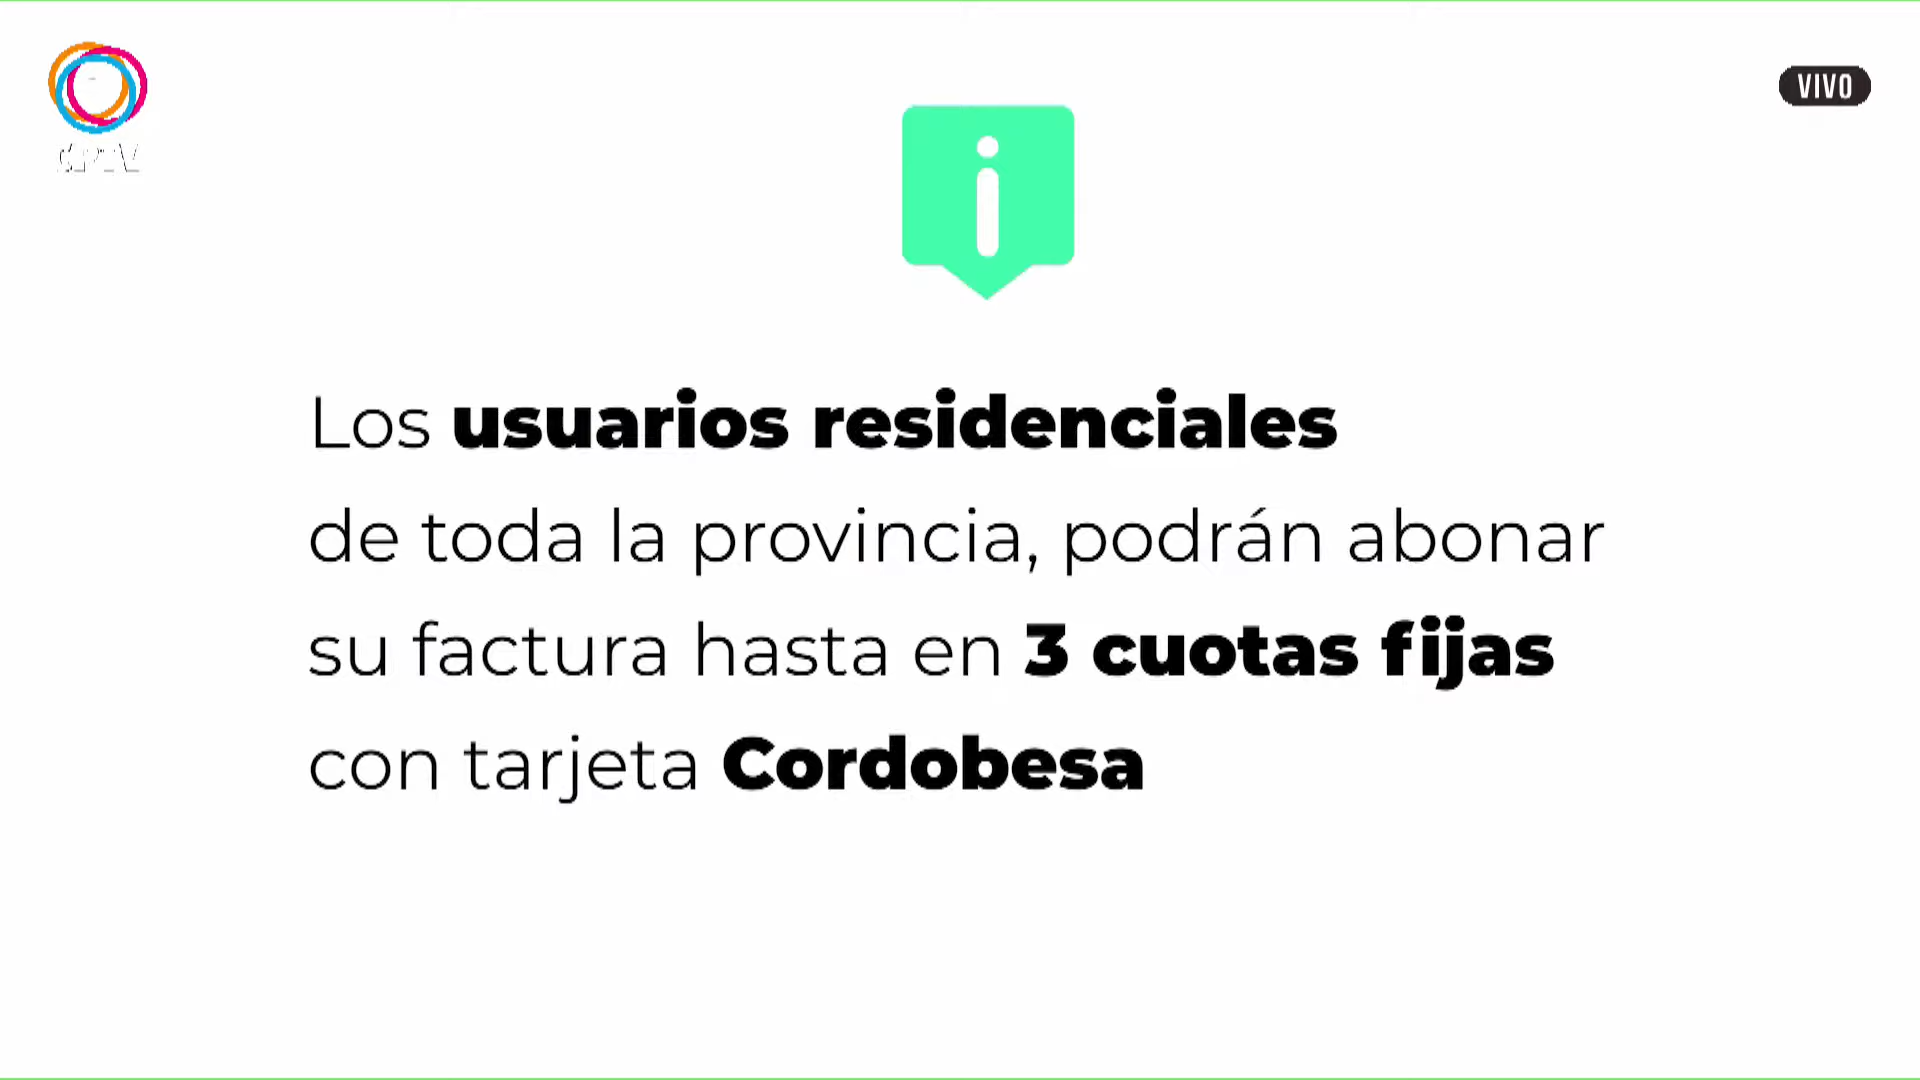 VIVO
i
Los usuarios residenciales
de toda la provincia, podrán abonar
su factura hasta en 3 cuotas fijas
con tarjeta Cordobesa